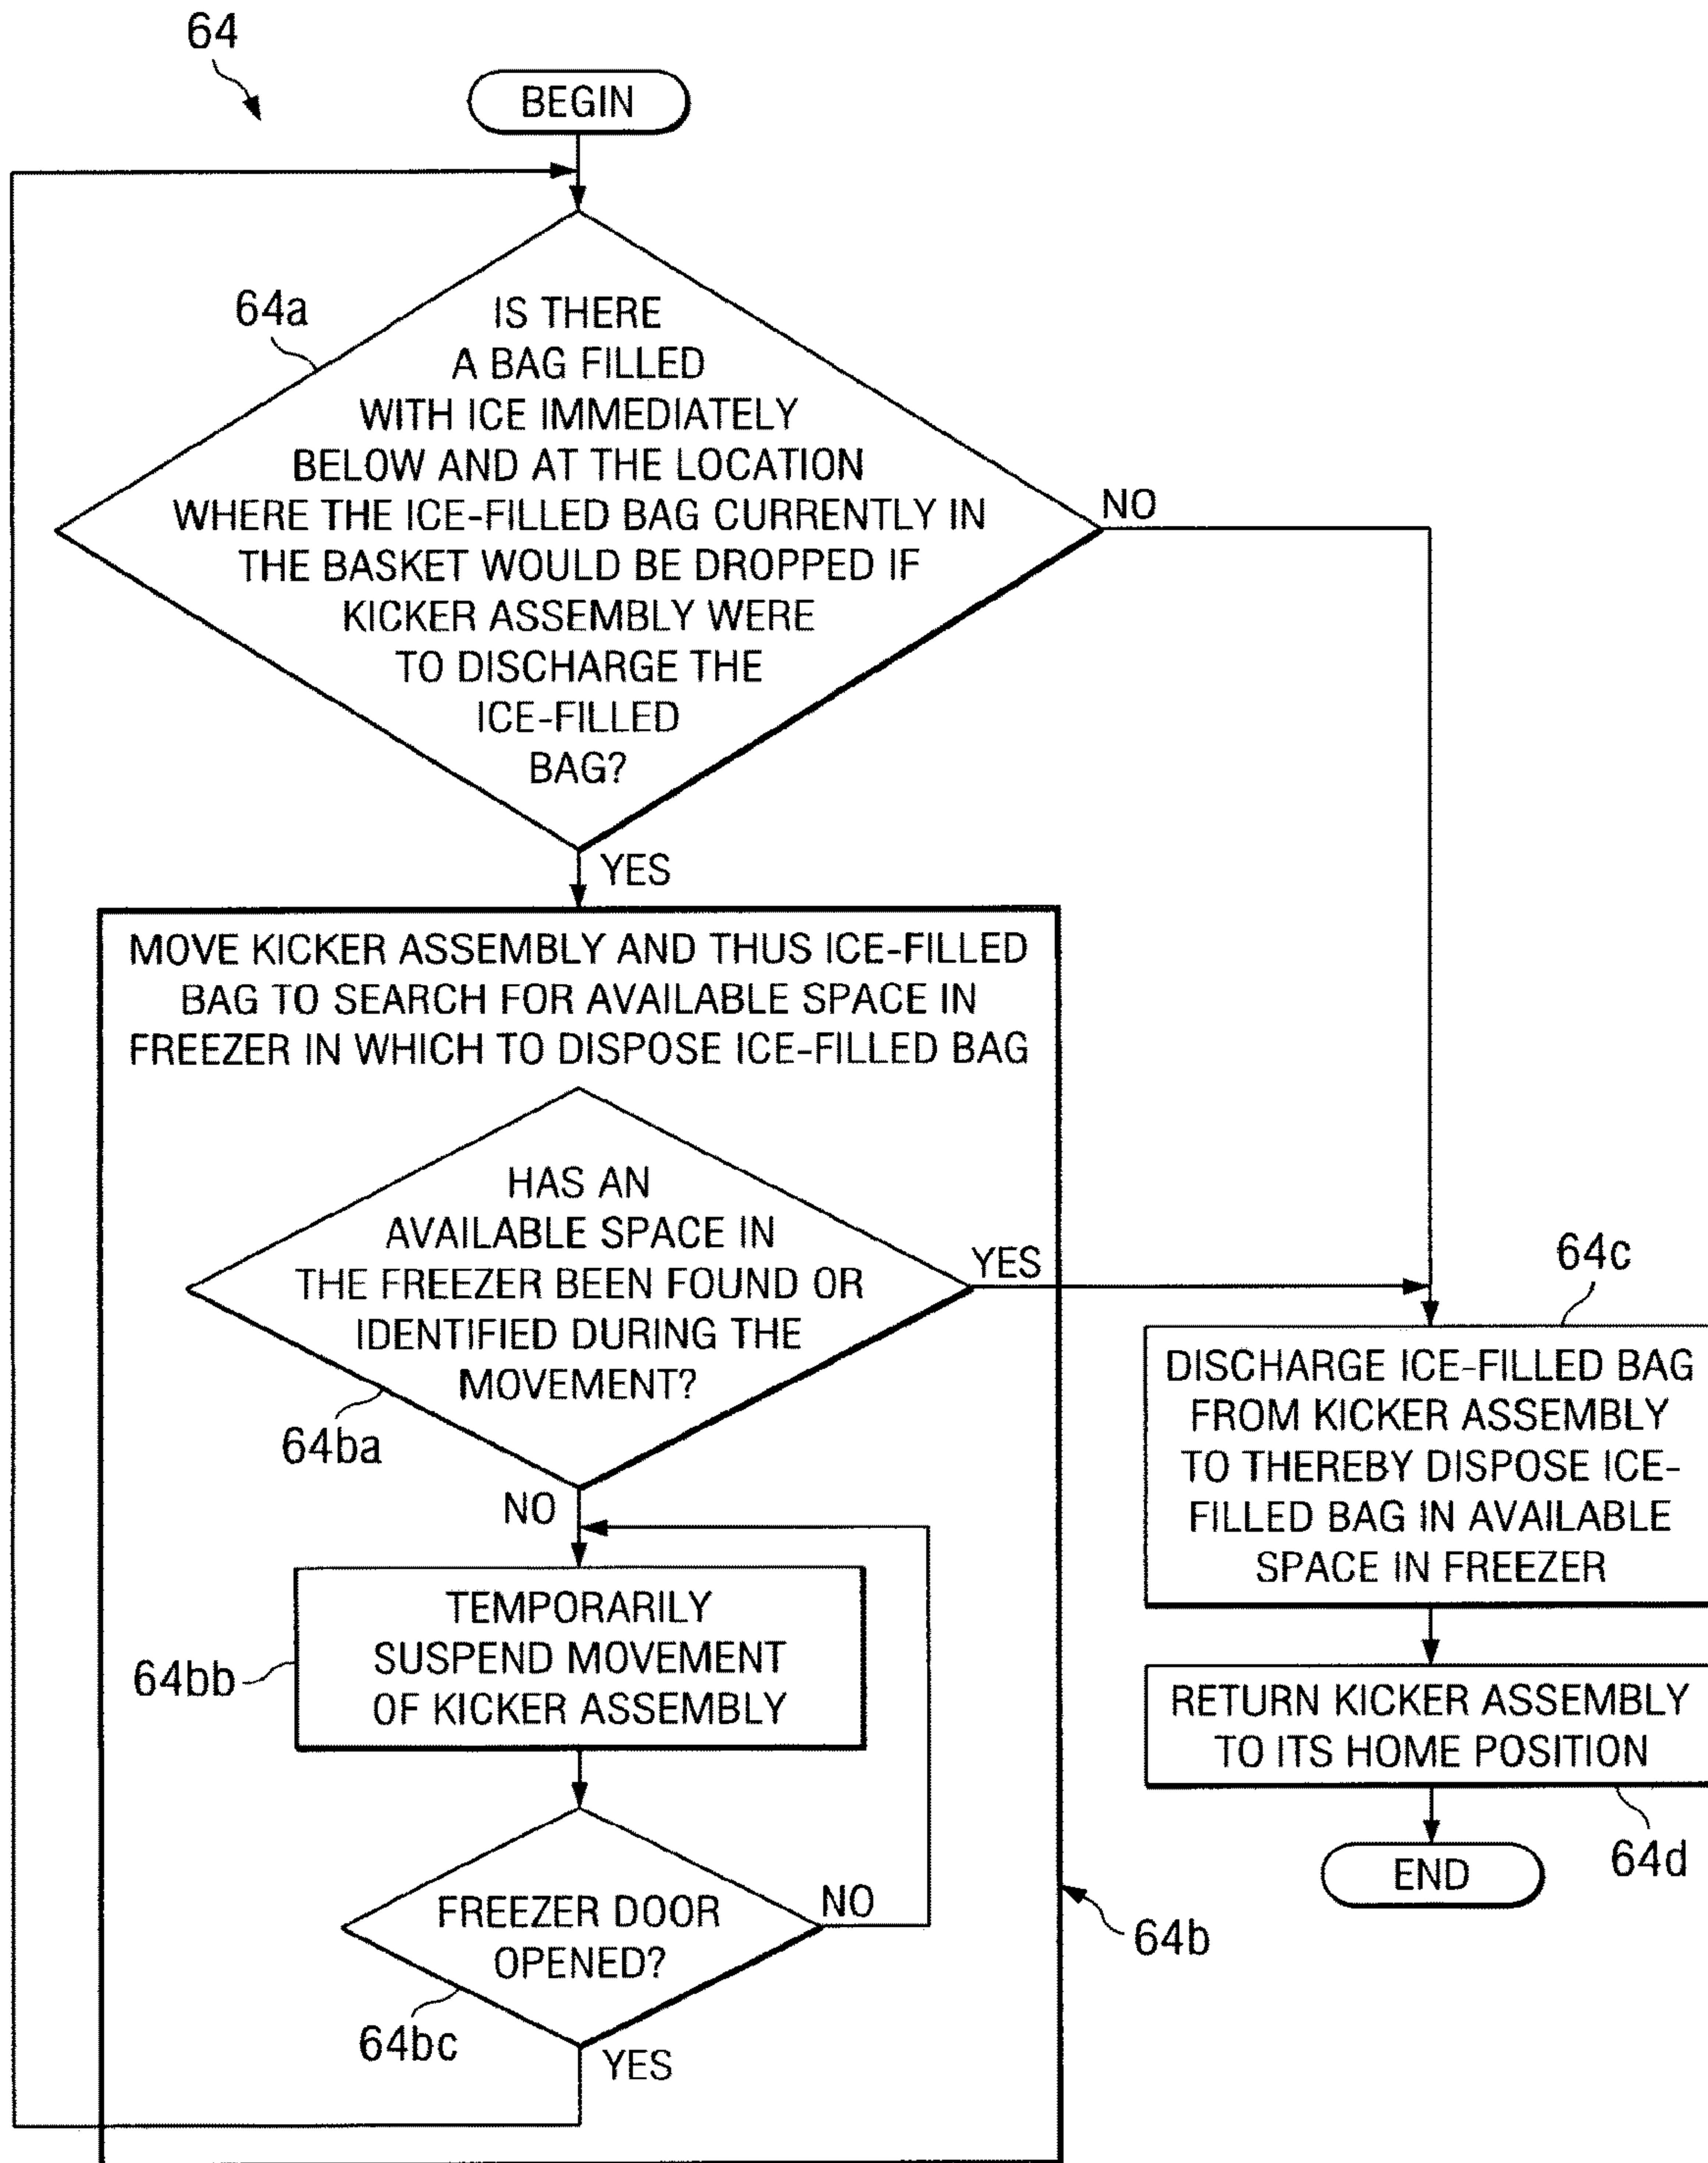 64
BEGIN
64a
IS THERE
A BAG FILLED
WITH ICE IMMEDIATELY
BELOW AND AT THE LOCATION
WHERE THE ICE-FILLED BAG CURRENTLY IN
THE BASKET WOULD BE DROPPED IF
KICKER ASSEMBLY WERE
TO DISCHARGE THE
ICE-FILLED
BAG?
NO
YES
MOVE KICKER ASSEMBLY AND THUS ICE-FILLED
BAG TO SEARCH FOR AVAILABLE SPACE IN
FREEZER IN WHICH TO DISPOSE ICE-FILLED BAG
HAS AN
AVAILABLE SPACE IN
THE FREEZER BEEN FOUND OR
IDENTIFIED DURING THE
MOVEMENT?
YES
64ba
NO
TEMPORARILY
SUSPEND MOVEMENT
OF KICKER ASSEMBLY
64bb
FREEZER DOOR
OPENED?
NO
64bc
YES
64b
64c
DISCHARGE ICE-FILLED BAG
FROM KICKER ASSEMBLY
TO THEREBY DISPOSE ICE-
FILLED BAG IN AVAILABLE
SPACE IN FREEZER
RETURN KICKER ASSEMBLY
TO ITS HOME POSITION
64d
END